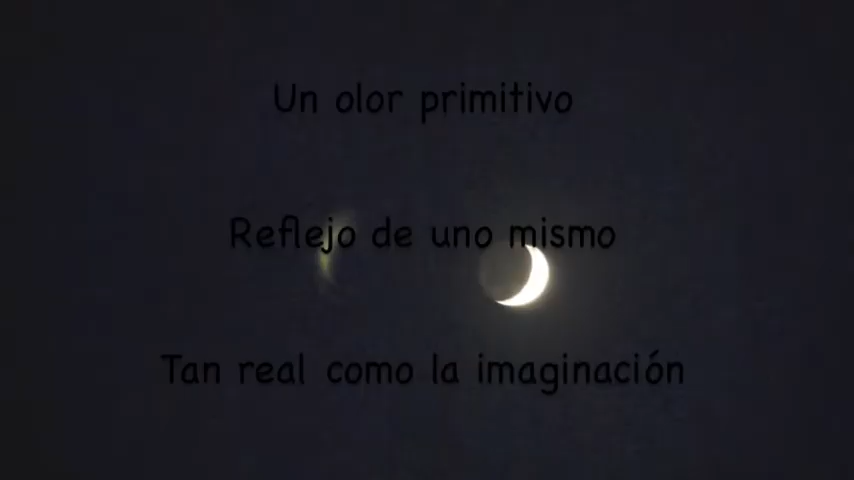 Un olor primitivo
Reflejo de uno mismo
Tan real como la imaginación